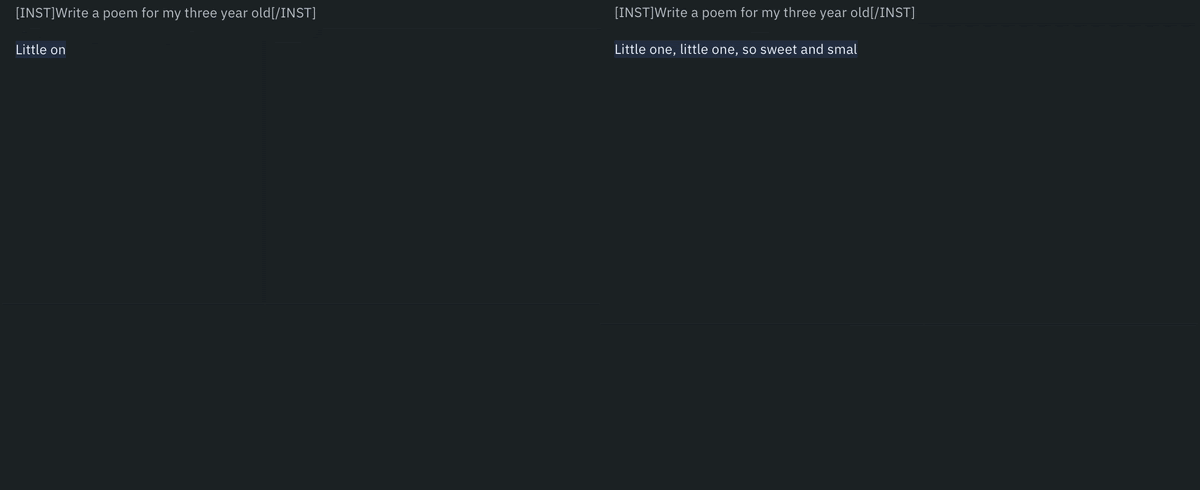 [INST]Write a poem for my three year old[/INST]
Little on
[INST]Write a poem for my three year old[/INST]
Little one, little one, so sweet and smal